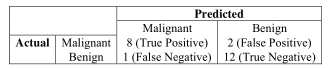 Predicted
Malignant Benign
Actual Malignant 8 (True Positive) 2 (False Positive)
Benign 1 (False Negative) 12 (True Negative)